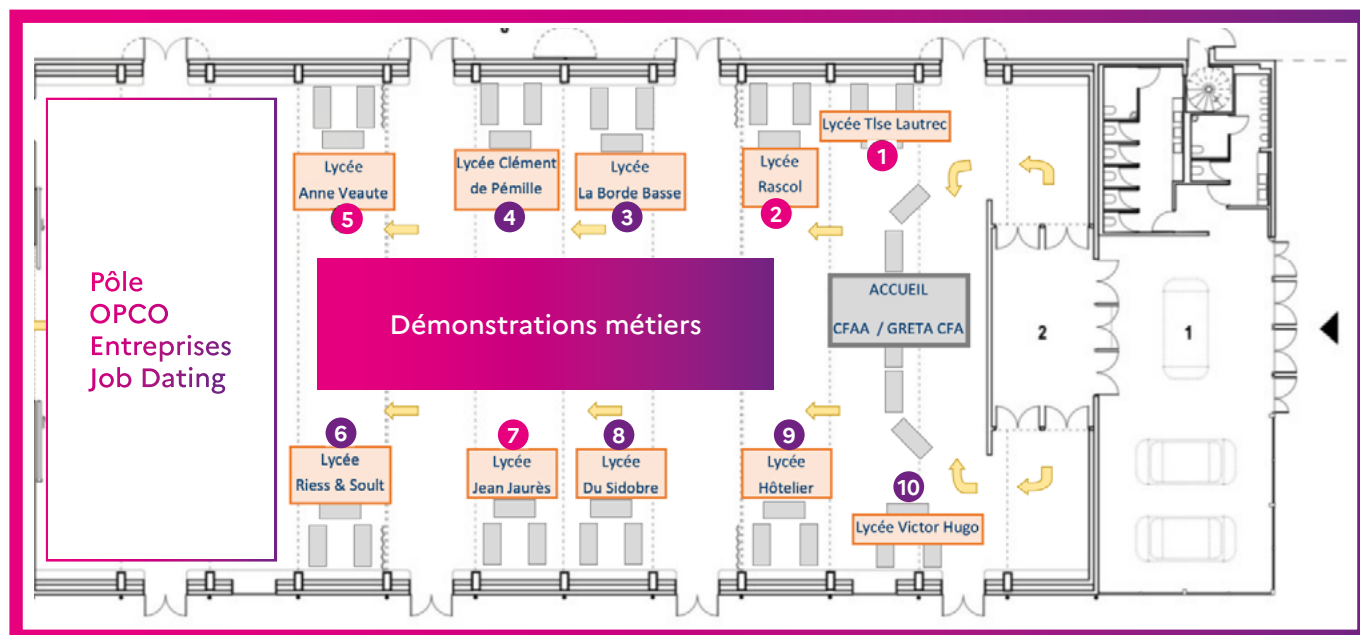 Lycée Tlse Lautrec
1
Lycée
Rascol
2
Lycée
La Borde Basse
3
Lycée Clément
de Pémille
4
Lycée
Anne Veaute
5
Pôle
OPCO
Entreprises
Job Dating
Démonstrations métiers
ACCUEIL
CFAA / GRETA CFA
2
1
6
Lycée
Riess & Soult
7
Lycée
Jean Jaurès
8
Lycée
Du Sidobre
9
Lycée
Hôtelier
10
Lycée Victor Hugo